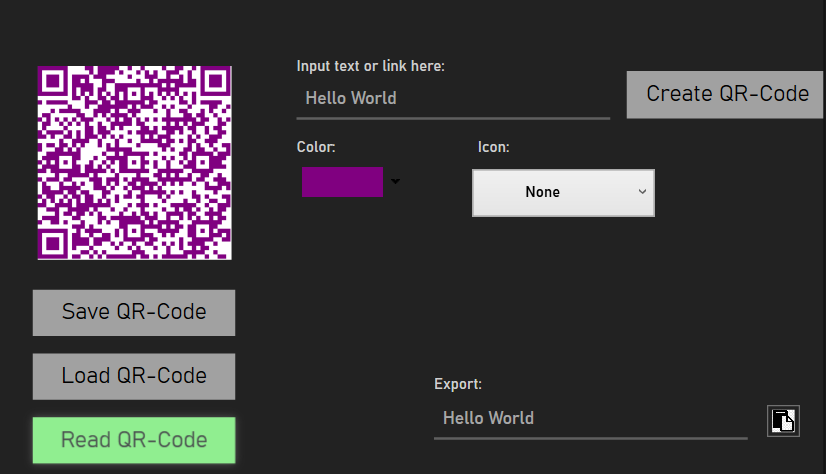 Input text or link here:
Hello World
Create QR-Code
Color:
Icon:
None
Save QR-Code
Load QR-Code
Read QR-Code
Export:
Hello World